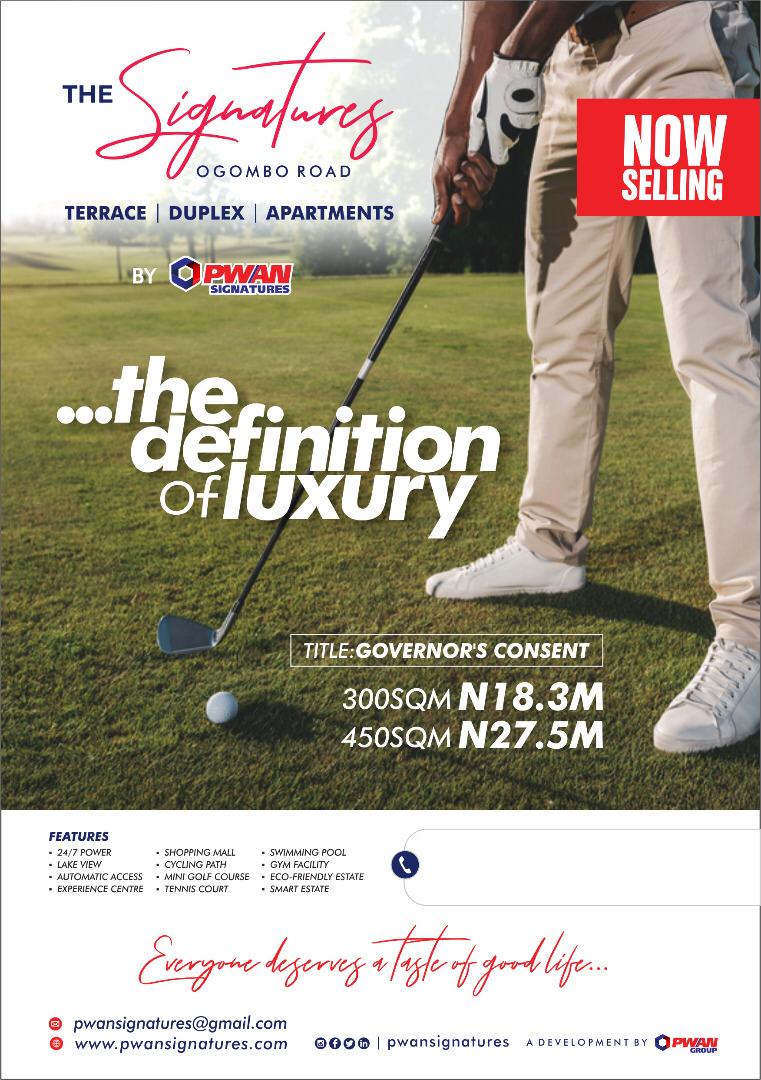 THE Signatures
OGOMBO ROAD
TERRACE | DUPLEX | APARTMENTS
BY PWAN
SIGNATURES
NOW
SELLING
...the
definition
of luxury
TITLE:GOVERNOR'S CONSENT
300SQM N18.3M
450SQM N27.5M
FEATURES
• 24/7 POWER
• LAKE VIEW
• AUTOMATIC ACCESS
• EXPERIENCE CENTRE
• SHOPPING MALL
• CYCLING PATH
• MINI GOLF COURSE
• TENNIS COURT
• SWIMMING POOL
• GYM FACILITY
• ECO-FRIENDLY ESTATE
• SMART ESTATE
Everyone deserves a taste of good life...
pwansignatures@gmail.com
www.pwansignatures.com
| pwansignatures
A DEVELOPMENT BY PWAN
GROUP